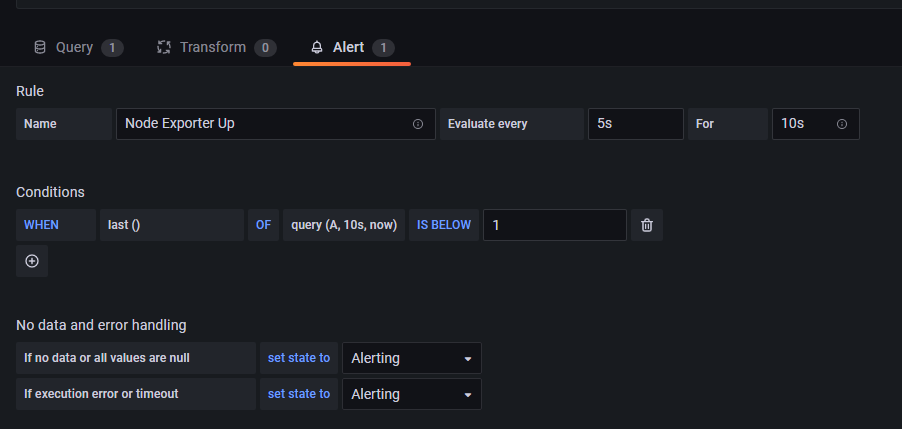 Query 1 Transform 0 Alert 1
Rule
Name Node Exporter Up Evaluate every 5s For 10s
Conditions
WHEN last () OF query (A, 10s, now) IS BELOW 1
No data and error handling
If no data or all values are null set state to Alerting
If execution error or timeout set state to Alerting